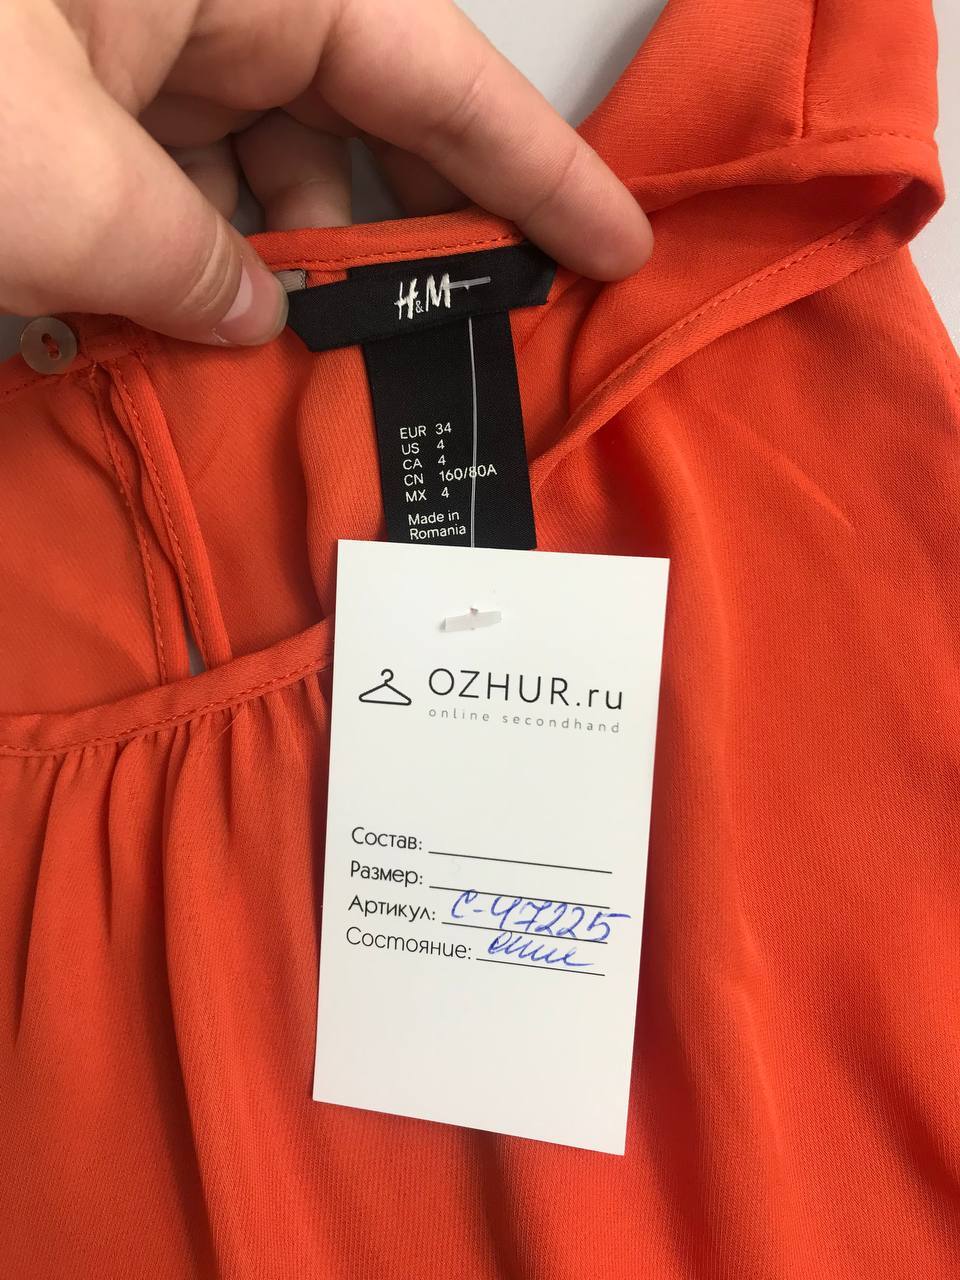 H&M
EUR 34
US 4
CA 4
CN 160/80A
MX 4
Made in
Romania
OZHUR.ru
online secondhand
Состав:
Размер:
Артикул: С-47225
Состояние: